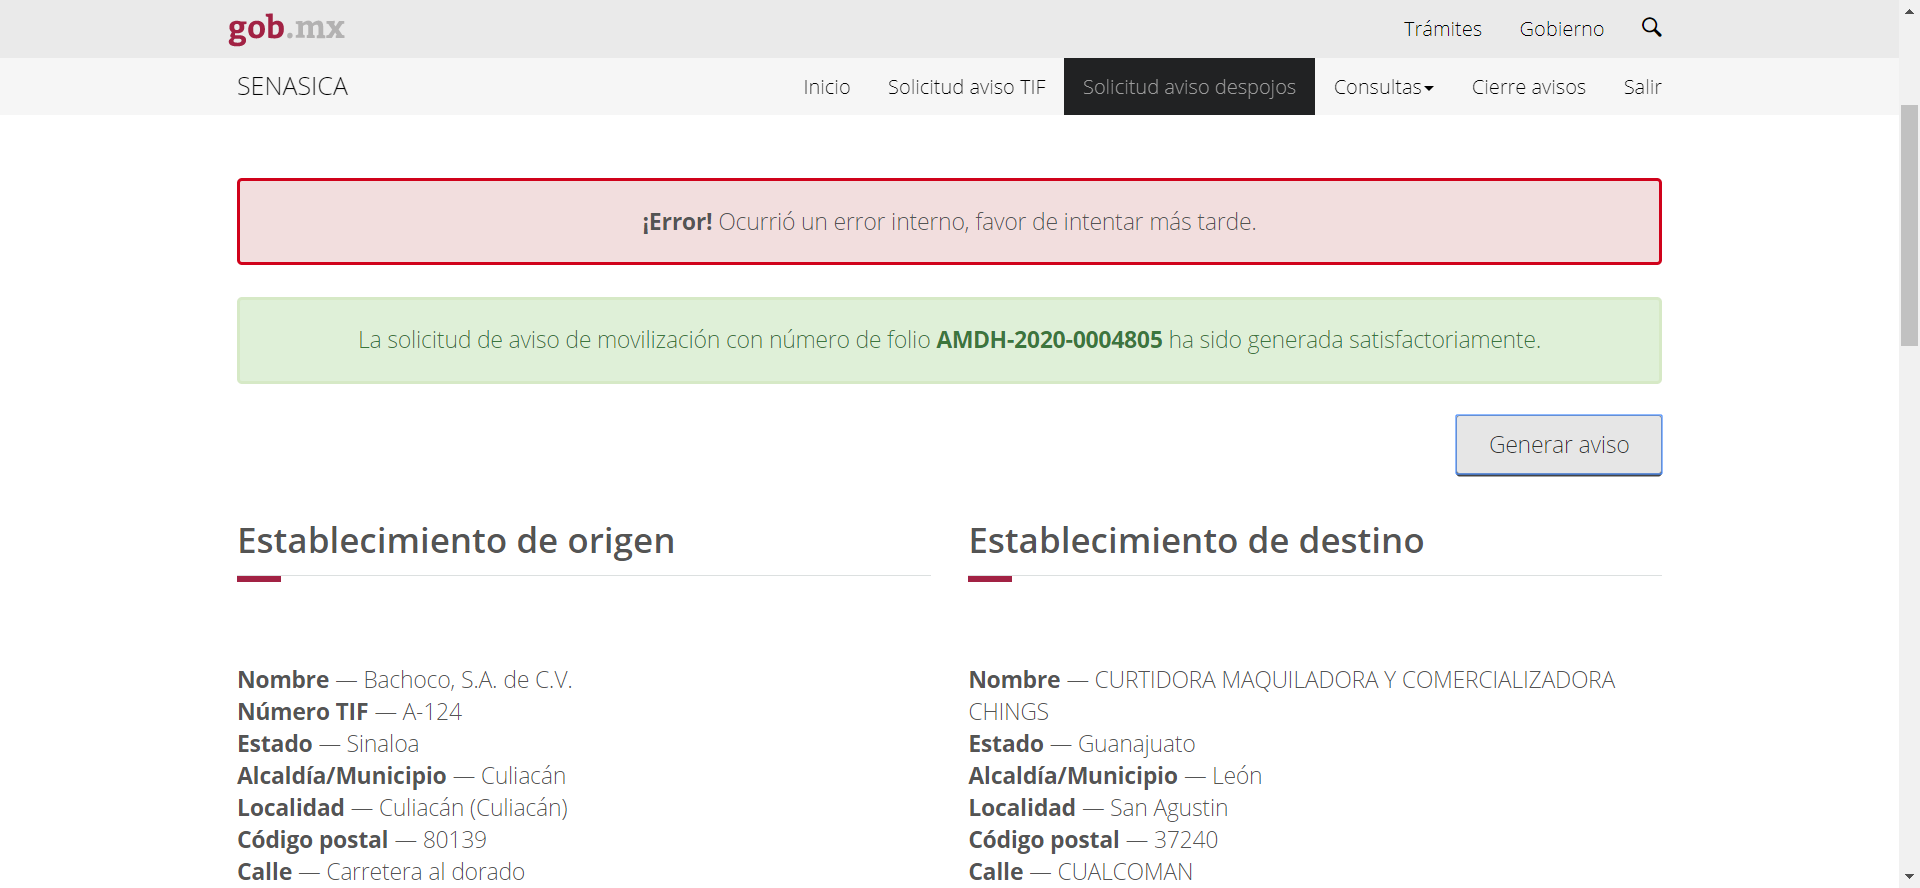 gob.mx
Trámites
Gobierno
SENASICA
Inicio
Solicitud aviso TIF
Solicitud aviso despojos
Consultas
Cierre avisos
Salir
¡Error! Ocurrió un error interno, favor de intentar más tarde.
La solicitud de aviso de movilización con número de folio AMDH-2020-0004805 ha sido generada satisfactoriamente.
Generar aviso
Establecimiento de origen
Nombre — Bachoco, S.A. de C.V.
Número TIF — A-124
Estado — Sinaloa
Alcaldía/Municipio — Culiacán
Localidad — Culiacán (Culiacán)
Código postal — 80139
Calle — Carretera al dorado
Establecimiento de destino
Nombre — CURTIDORA MAQUILADORA Y COMERCIALIZADORA
CHINGS
Estado — Guanajuato
Alcaldía/Municipio — León
Localidad — San Agustin
Código postal — 37240
Calle — CUALCOMAN